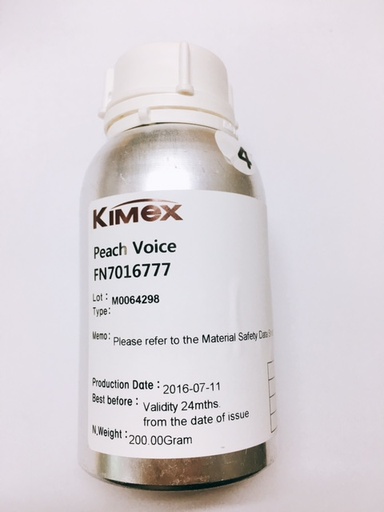 4
KIMEX
Peach Voice
FN7016777
Lot : M0064298
Type:
Memo: Please refer to the Material Safety Data
Production Date : 2016-07-11
Best before : Validity 24mths.
from the date of issue
N,Weight : 200.00Gram